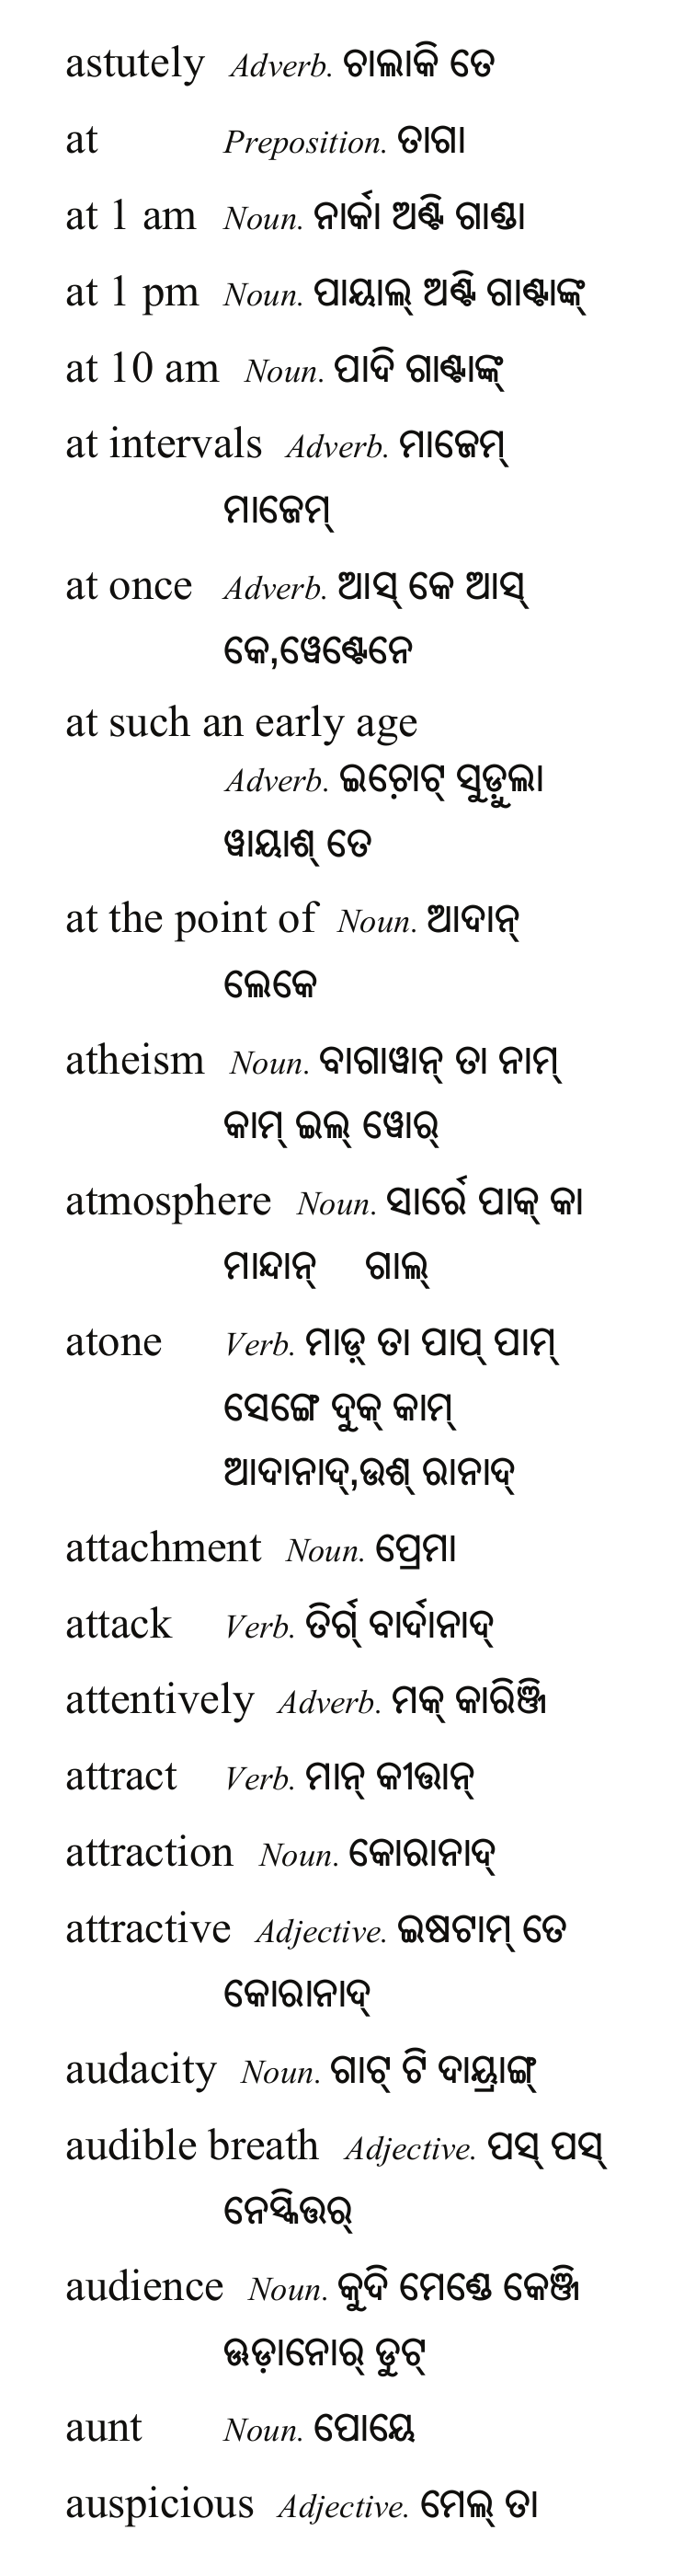 astutely Adverb. ଚାଲାକି ତେ
at Preposition. ତାଗା
at 1 am Noun. ନାର୍କା ଅଣ୍ଟି ଗାଣ୍ଡା
at 1 pm Noun. ପାୟାଲ୍ ଅଣ୍ଟି ଗାଣ୍ଟାଙ୍କ୍
at 10 am Noun. ପାଦି ଗାଣ୍ଟାଙ୍କ୍
at intervals Adverb. ମାଜେମ୍
ମାଜେମ୍
at once Adverb. ଆସ୍ କେ ଆସ୍
କେ,ୱେଣ୍ଟେନେ
at such an early age
Adverb. ଇଚ଼ୋଟ୍ ସୁଡ଼ୁଲା
ୱାୟାଶ୍ ତେ
at the point of Noun. ଆଦାନ୍
ଲେକେ
atheism Noun. ବାଗାୱାନ୍ ତା ନାମ୍
କାମ୍ ଇଲ୍ ୱୋର୍
atmosphere Noun. ସାର୍ରେ ପାକ୍ କା
ମାନ୍ଦାନ୍ ଗାଲ୍
atone Verb. ମାଡ଼୍ ତା ପାପ୍ ପାମ୍
ସେଙ୍ଗେ ଦୁକ୍ କାମ୍
ଆଦାନାଦ୍,ଉଶ୍ ରାନାଦ୍
attachment Noun. ପ୍ରେମା
attack Verb. ତିର୍ଗ୍ ବାର୍ଦାନାଦ୍
attentively Adverb. ମକ୍ କାରିଞ୍ଜି
attract Verb. ମାନ୍ କୀତ୍ତାନ୍
attraction Noun. କୋରାନାଦ୍
attractive Adjective. ଇଷଟାମ୍ ତେ
କୋରାନାଦ୍
audacity Noun. ଗାଟ୍ ଟି ଦାୟ୍ରାଙ୍ଗ୍
audible breath Adjective. ପସ୍ ପସ୍
ନେସ୍କିତ୍ତର୍
audience Noun. କୁଦି ମେଣ୍ଡେ କେଞ୍ଜି
ଊଡ଼ାନୋର୍ ଡୁଟ୍
aunt Noun. ପୋୟେ
auspicious Adjective. ମେଲ୍ ତା